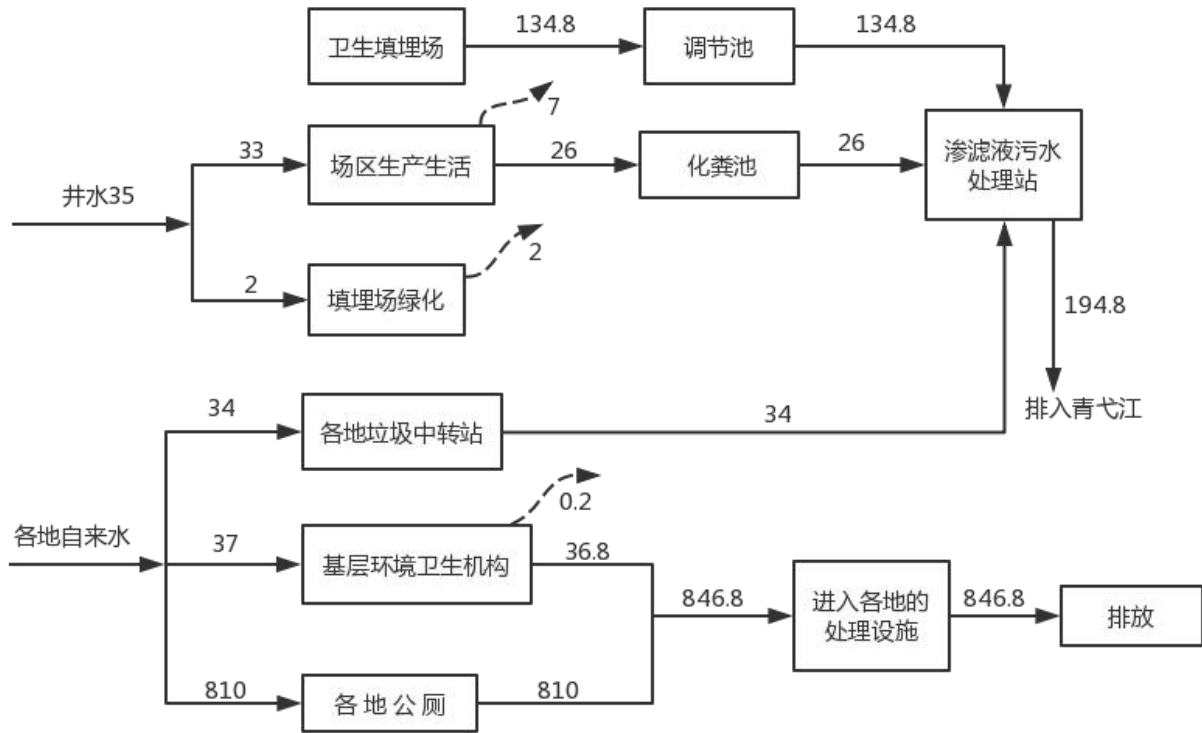 卫生填埋场
134.8
调节池
134.8
7
33
场区生产生活
26
化粪池
26
渗滤液污水
处理站
井水35
2
填埋场绿化
2
194.8
排入青弋江
34
各地垃圾中转站
34
0.2
各地自来水
37
基层环境卫生机构
36.8
846.8
进入各地的
处理设施
846.8
排放
810
各地公厕
810